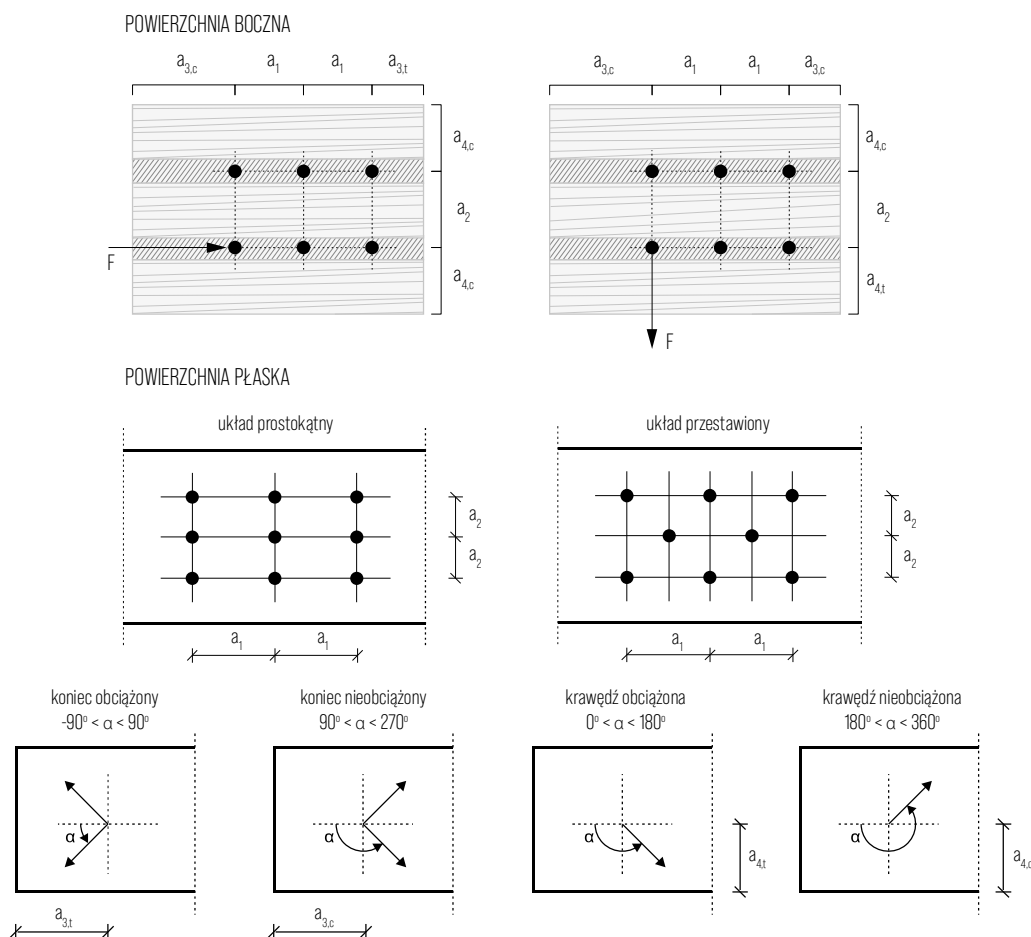 POWIERZCHNIA BOCZNA
a3,c a1 a1 a3,t
a4,c
a2
a4,c
F
a3,c a1 a1 a3,c
a4,c
a2
a4,t
F
POWIERZCHNIA PŁASKA
układ prostokątny
a2
a2
a1 a1
układ przestawiony
a2
a2
a1 a1
koniec obciążony
-90° < α < 90°
α
a3,t
koniec nieobciążony
90° < α < 270°
α
a3,c
krawędź obciążona
0° < α < 180°
α
a4,t
krawędź nieobciążona
180° < α < 360°
α
a4,c